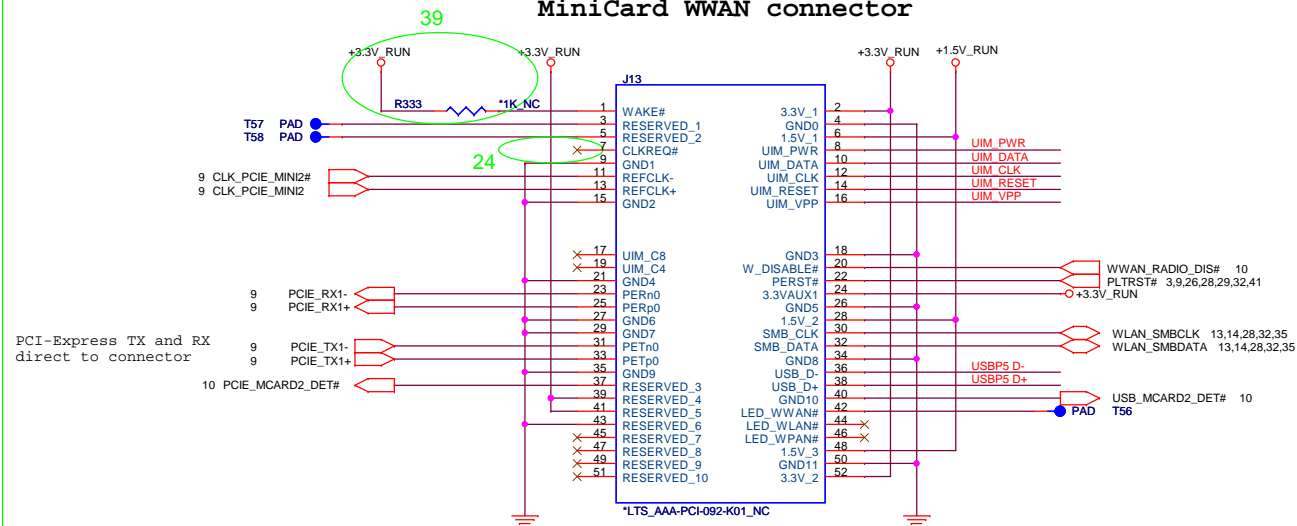 MiniCard WWAN connector
39
+3.3V_RUN
+3.3V_RUN
+3.3V_RUN
+1.5V_RUN
J13
R333
*1K_NC
T57 PAD
T58 PAD
24
9 CLK_PCIE_MINI2#
9 CLK_PCIE_MINI2
9 PCIE_RX1-
9 PCIE_RX1+
PCI-Express TX and RX
direct to connector
9 PCIE_TX1-
9 PCIE_TX1+
10 PCIE_MCARD2_DET#
1 WAKE#
3 RESERVED_1
5 RESERVED_2
7 CLKREQ#
9 GND1
11 REFCLK-
13 REFCLK+
15 GND2
17 UIM_C8
19 UIM_C4
21 GND4
23 PERn0
25 PERp0
27 GND6
29 GND7
31 PETn0
33 PETp0
35 GND9
37 RESERVED_3
39 RESERVED_4
41 RESERVED_5
43 RESERVED_6
45 RESERVED_7
47 RESERVED_8
49 RESERVED_9
51 RESERVED_10
3.3V_1 2
GND0 4
1.5V_1 6
UIM_PWR 8 UIM_PWR
UIM_DATA 10 UIM_DATA
UIM_CLK 12 UIM_CLK
UIM_RESET 14 UIM_RESET
UIM_VPP 16 UIM_VPP
GND3 18
W_DISABLE# 20 WWAN_RADIO_DIS# 10
PERST# 22 PLTRST# 3,9,26,28,29,32,41
3.3VAUX1 24 +3.3V_RUN
GND5 26
1.5V_2 28
SMB_CLK 30 WLAN_SMBCLK 13,14,28,32,35
SMB_DATA 32 WLAN_SMBDATA 13,14,28,32,35
GND8 34
USB_D- 36 USBP5 D-
USB_D+ 38 USBP5 D+
GND10 40 USB_MCARD2_DET# 10
LED_WWAN# 42 PAD T56
LED_WLAN# 44
LED_WPAN# 46
1.5V_3 48
GND11 50
3.3V_2 52
*LTS_AAA-PCI-092-K01_NC